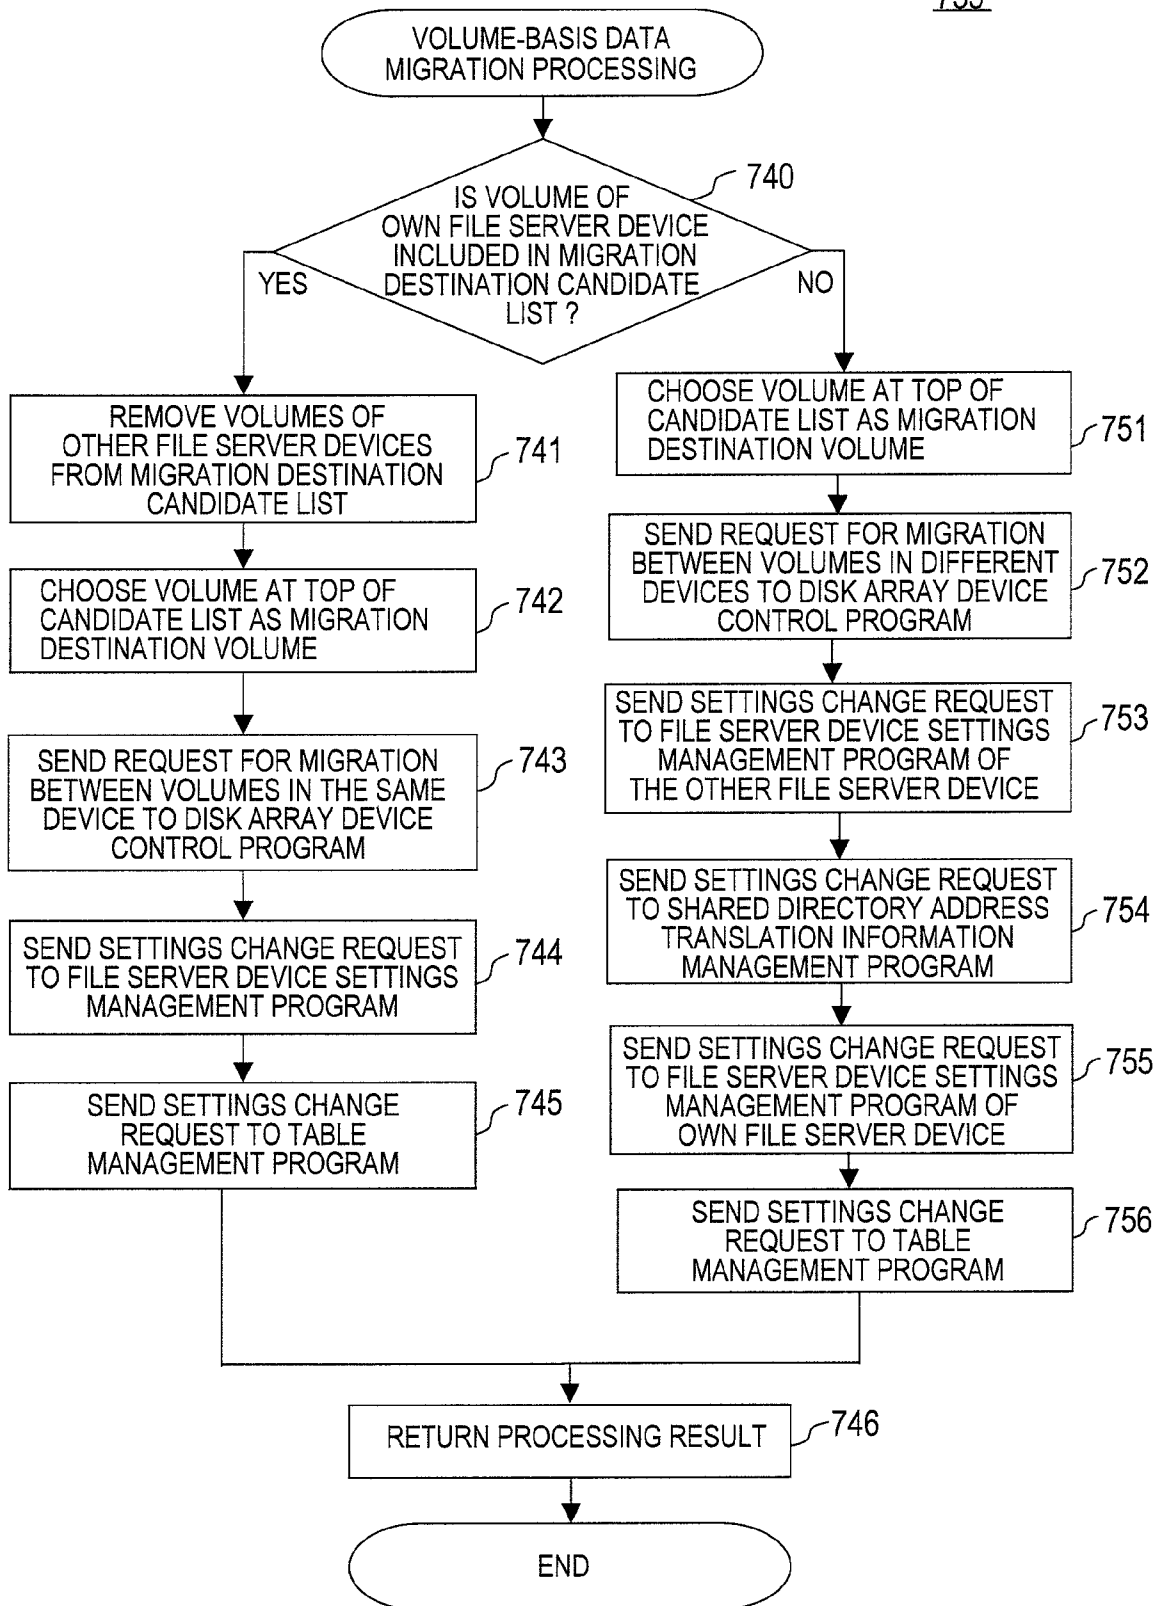 VOLUME-BASIS DATA
MIGRATION PROCESSING
740
IS VOLUME OF
OWN FILE SERVER DEVICE
INCLUDED IN MIGRATION
DESTINATION CANDIDATE
LIST ?
YES
NO
REMOVE VOLUMES OF
OTHER FILE SERVER DEVICES
FROM MIGRATION DESTINATION
CANDIDATE LIST
741
CHOOSE VOLUME AT TOP OF
CANDIDATE LIST AS MIGRATION
DESTINATION VOLUME
742
SEND REQUEST FOR MIGRATION
BETWEEN VOLUMES IN THE SAME
DEVICE TO DISK ARRAY DEVICE
CONTROL PROGRAM
743
SEND SETTINGS CHANGE REQUEST
TO FILE SERVER DEVICE SETTINGS
MANAGEMENT PROGRAM
744
SEND SETTINGS CHANGE
REQUEST TO TABLE
MANAGEMENT PROGRAM
745
CHOOSE VOLUME AT TOP OF
CANDIDATE LIST AS MIGRATION
DESTINATION VOLUME
751
SEND REQUEST FOR MIGRATION
BETWEEN VOLUMES IN DIFFERENT
DEVICES TO DISK ARRAY DEVICE
CONTROL PROGRAM
752
SEND SETTINGS CHANGE REQUEST
TO FILE SERVER DEVICE SETTINGS
MANAGEMENT PROGRAM OF
THE OTHER FILE SERVER DEVICE
753
SEND SETTINGS CHANGE REQUEST
TO SHARED DIRECTORY ADDRESS
TRANSLATION INFORMATION
MANAGEMENT PROGRAM
754
SEND SETTINGS CHANGE REQUEST
TO FILE SERVER DEVICE SETTINGS
MANAGEMENT PROGRAM OF
OWN FILE SERVER DEVICE
755
SEND SETTINGS CHANGE
REQUEST TO TABLE
MANAGEMENT PROGRAM
756
RETURN PROCESSING RESULT
746
END